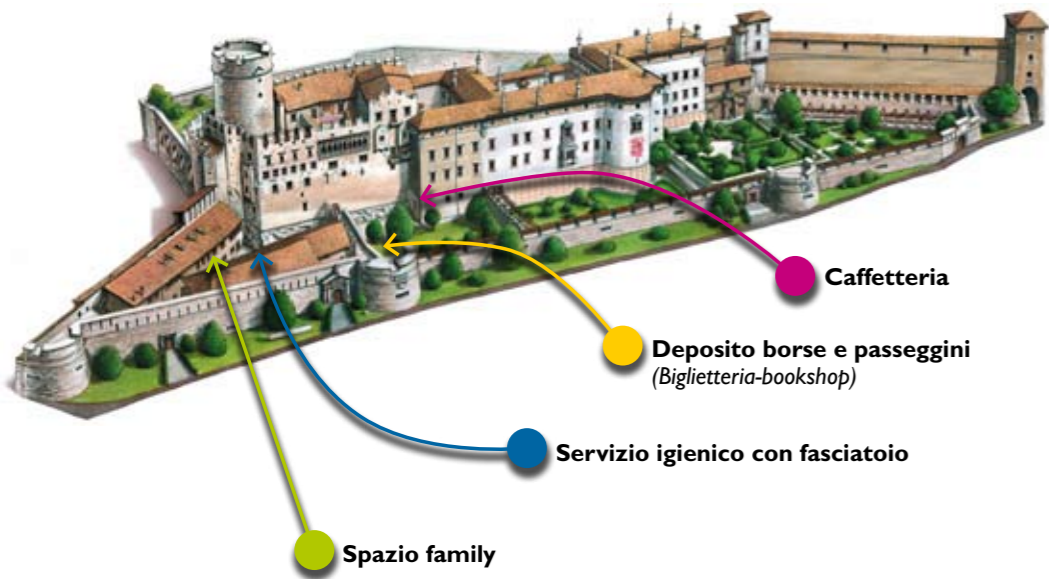 Caffetteria
Deposito borse e passeggini
(Biglietteria-bookshop)
Servizio igienico con fasciatoio
Spazio family